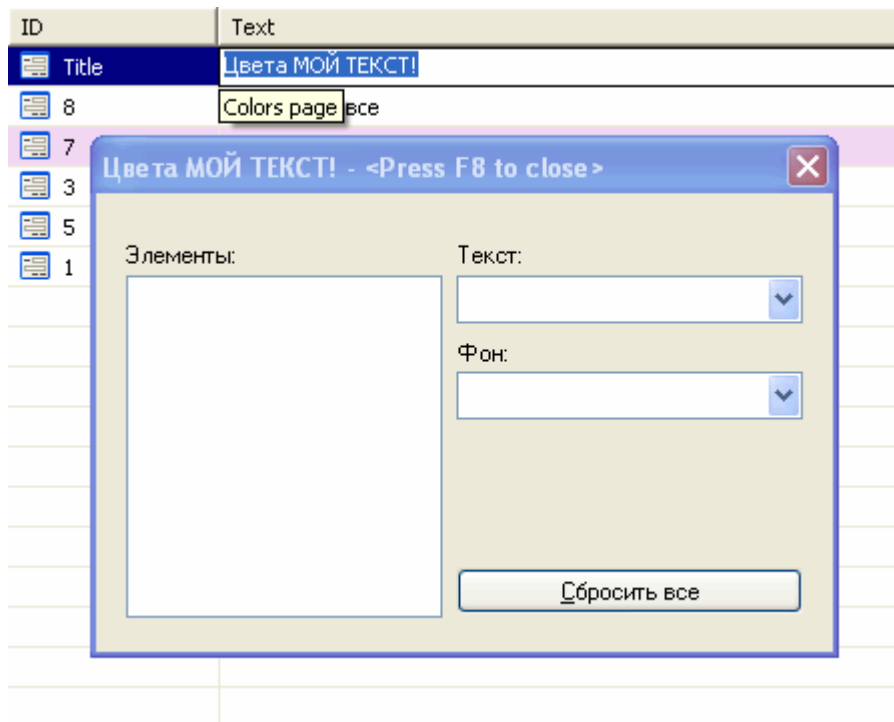 ID Text
Title Цвета МОЙ ТЕКСТ!
8 Colors page все
7
3
5
1
Цвета МОЙ ТЕКСТ! - <Press F8 to close>
Элементы: Текст:
Фон:
Сбросить все